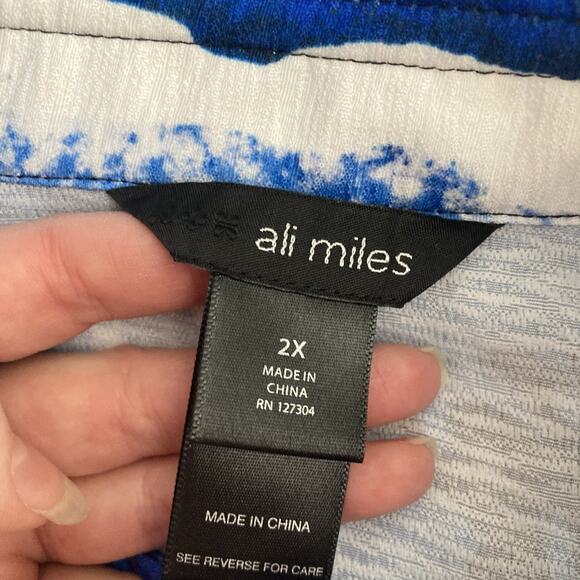 ali miles
2X
MADE IN
CHINA
RN 127304
MADE IN CHINA
SEE REVERSE FOR CARE